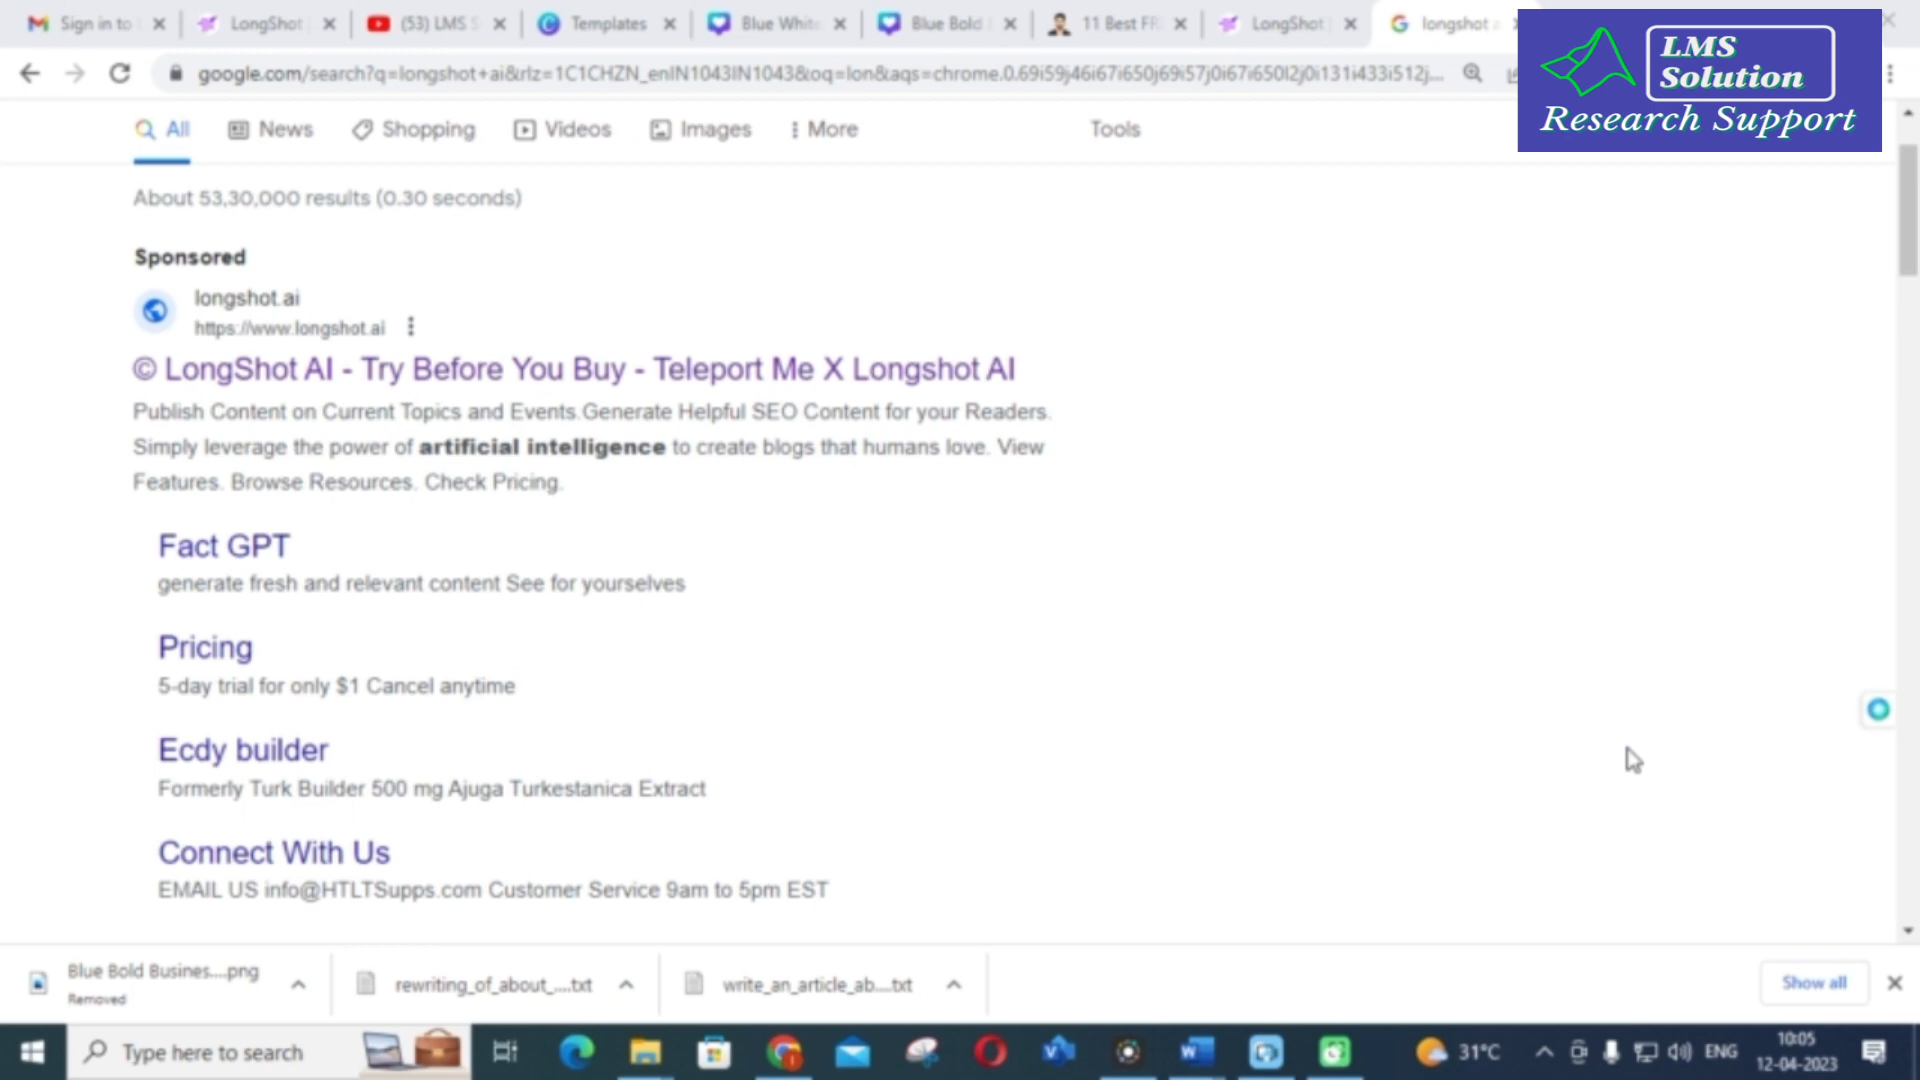 Sign in to
LongShot
(53) LMS S
Templates
Blue White
Blue Bold
11 Best FR
LongShot
longshot a
google.com/search?q=longshot+ai&rlz=1C1CHZN_enIN1043IN1043&oq=lon&aqs=chrome.0.69i59j46i67i650j69i57j0i67i650l2j0i131i433i512j...
LMS
Solution
Research Support
All
News
Shopping
Videos
Images
More
Tools
About 53,30,000 results (0.30 seconds)
Sponsored
longshot.ai
https://www.longshot.ai
© LongShot AI - Try Before You Buy - Teleport Me X Longshot AI
Publish Content on Current Topics and Events.Generate Helpful SEO Content for your Readers.
Simply leverage the power of artificial intelligence to create blogs that humans love. View
Features. Browse Resources. Check Pricing.
Fact GPT
generate fresh and relevant content See for yourselves
Pricing
5-day trial for only $1 Cancel anytime
Ecdy builder
Formerly Turk Builder 500 mg Ajuga Turkestanica Extract
Connect With Us
EMAIL US info@HTLTSupps.com Customer Service 9am to 5pm EST
Blue Bold Busines....png
Removed
rewriting_of_about_....txt
write_an_article_ab....txt
Show all
Type here to search
31°C
ENG
10:05
12-04-2023